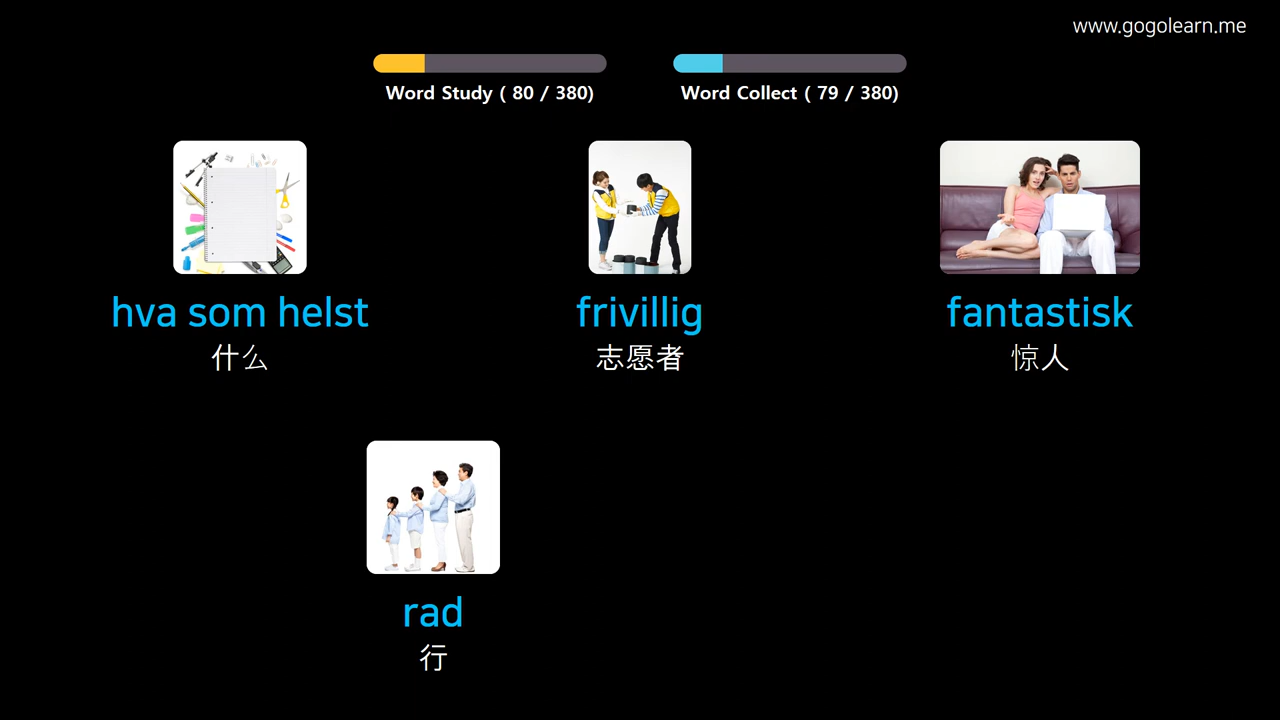 www.gogolearn.me
Word Study ( 80 / 380)
Word Collect ( 79 / 380)
hva som helst
什么
frivillig
志愿者
fantastisk
惊人
rad
行